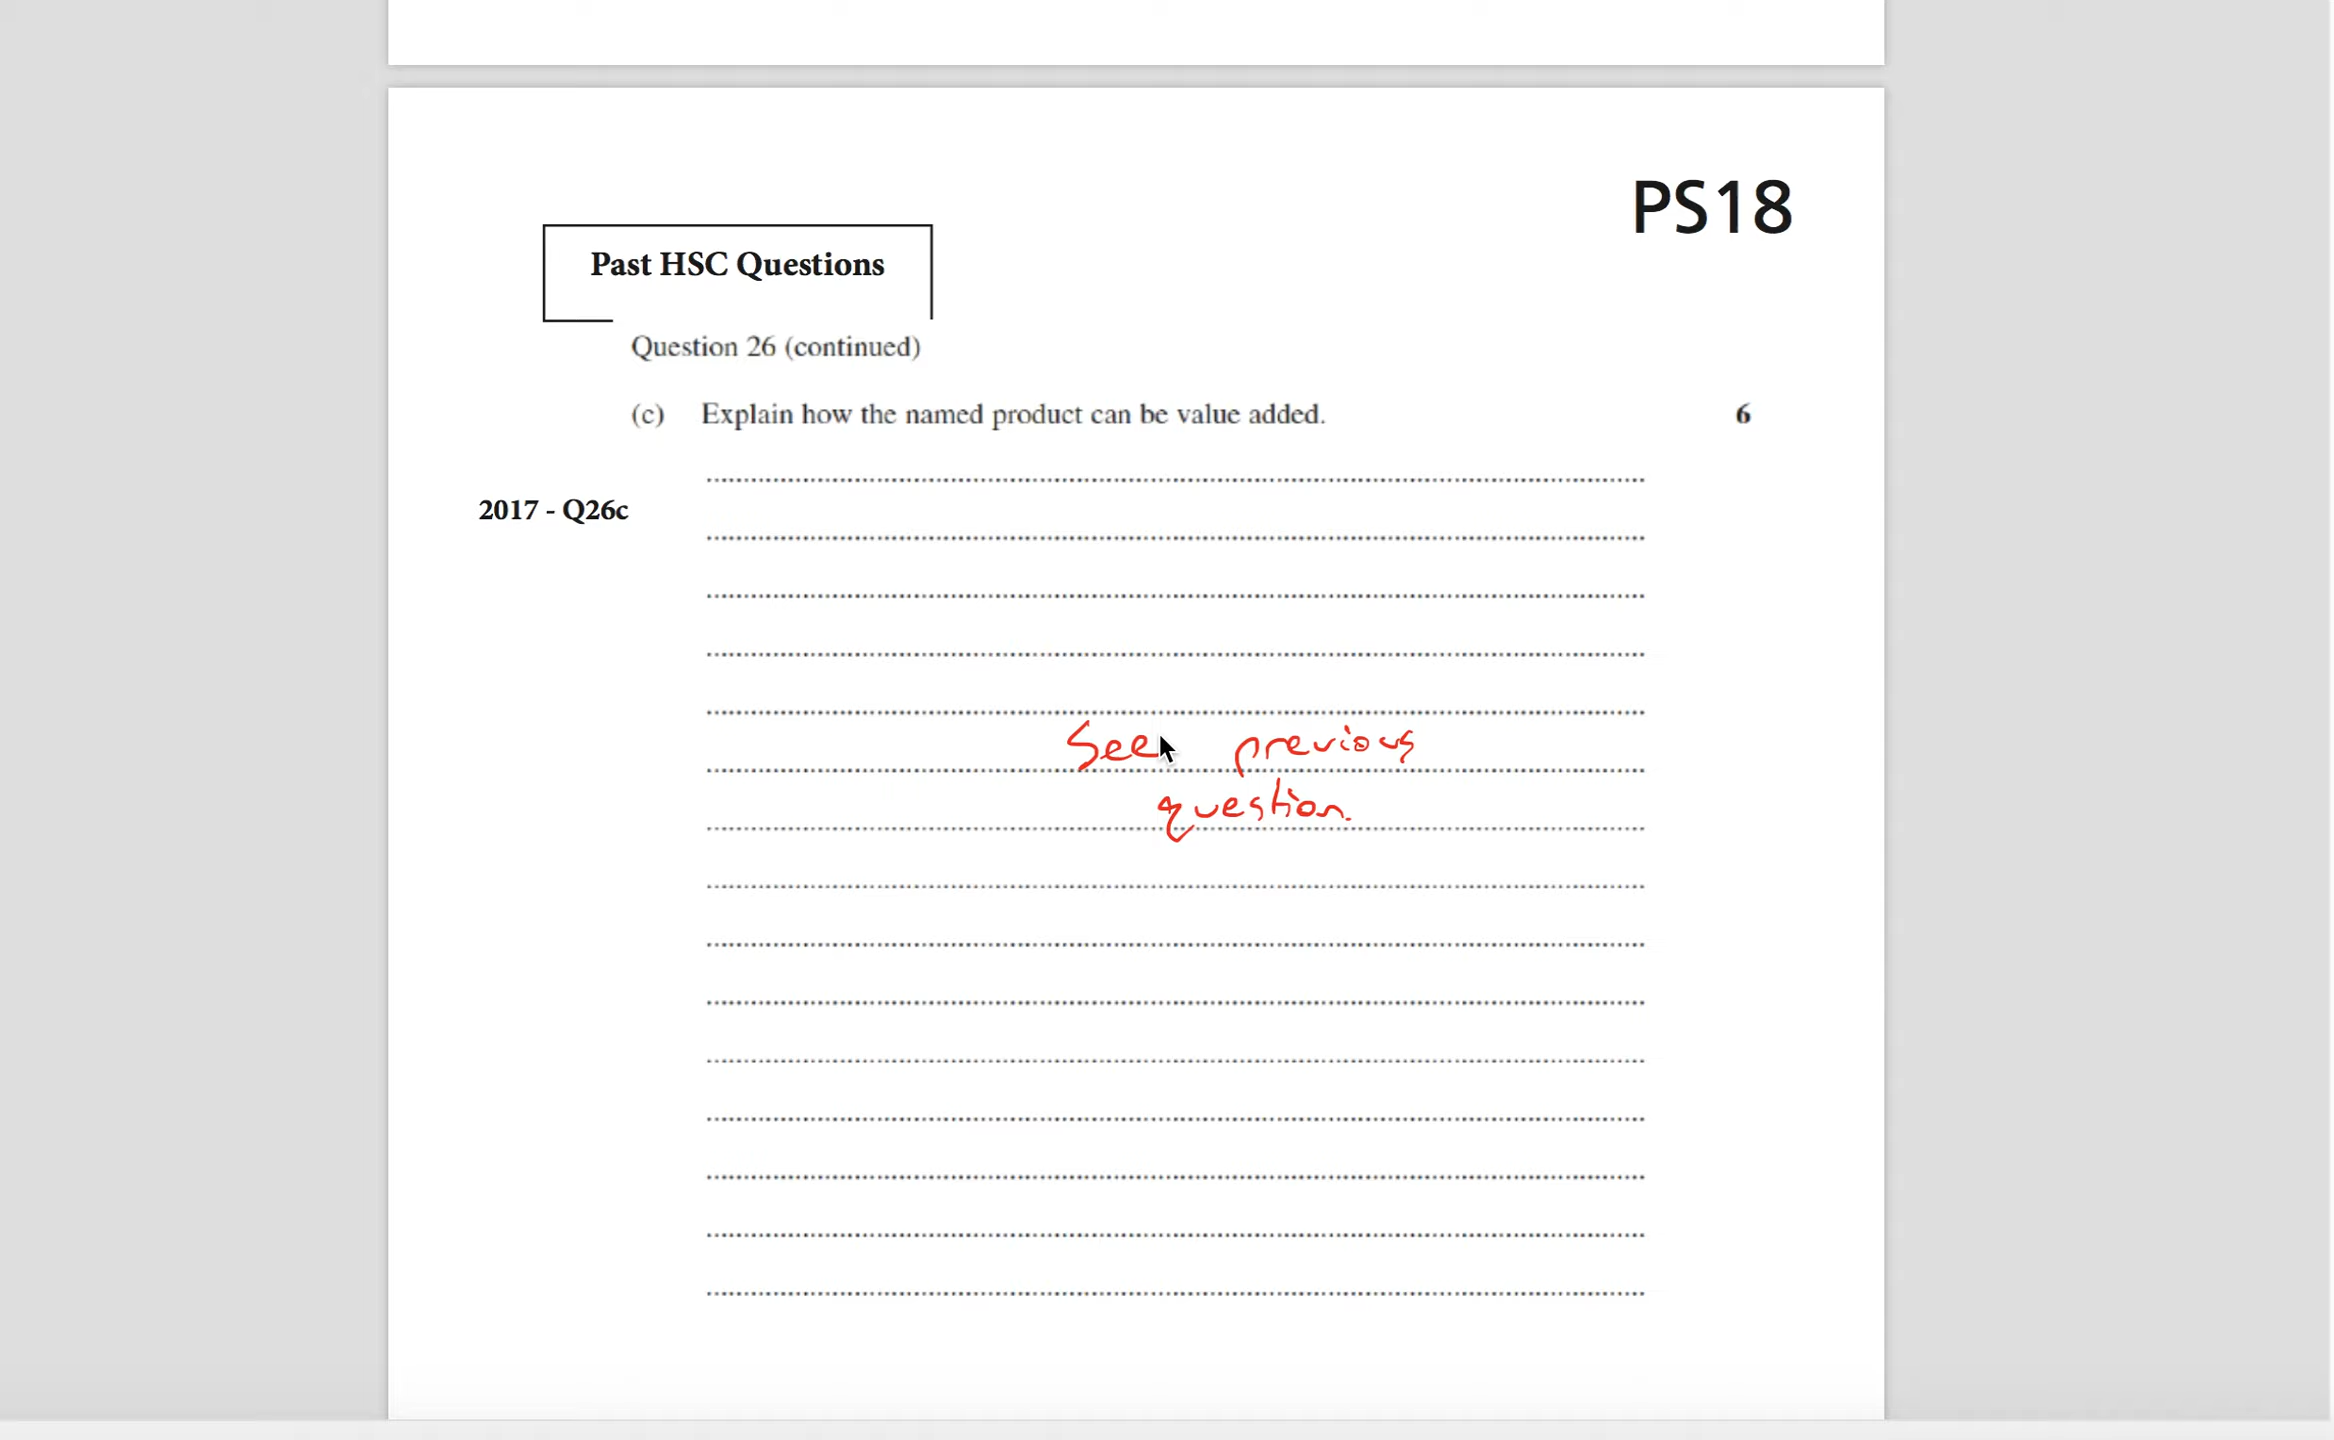 PS18
Past HSC Questions
Question 26 (continued)
(c) Explain how the named product can be value added. 6
2017 - Q26c
See previous
question.